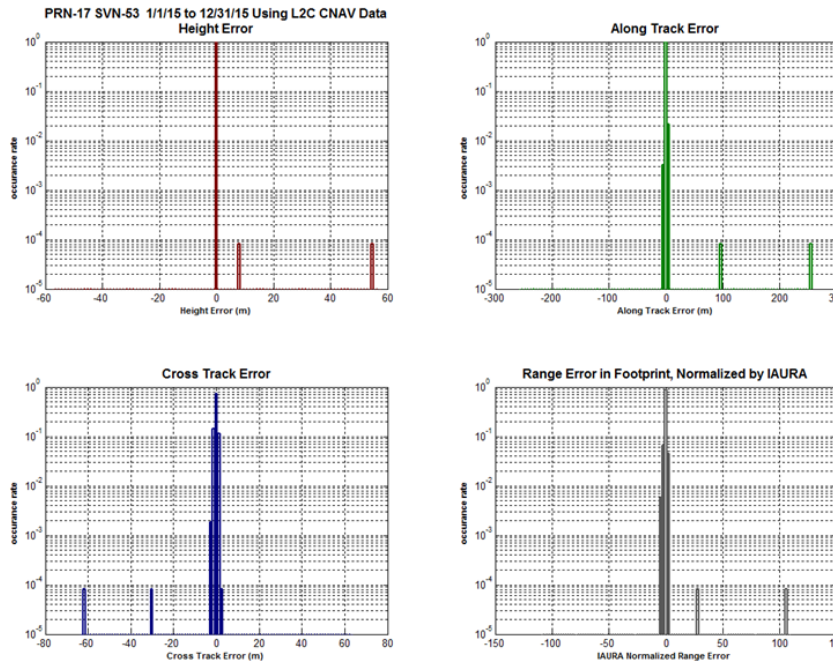 PRN-17 SVN-53 1/1/15 to 12/31/15 Using L2C CNAV Data
Height Error
occurance rate
10^0
10^-1
10^-2
10^-3
10^-4
10^-5
-60 -40 -20 0 20 40 60
Height Error (m)
Along Track Error
occurance rate
10^0
10^-1
10^-2
10^-3
10^-4
10^-5
-300 -200 -100 0 100 200
Along Track Error (m)
Cross Track Error
occurance rate
10^0
10^-1
10^-2
10^-3
10^-4
10^-5
-80 -60 -40 -20 0 20 40 60 80
Cross Track Error (m)
Range Error in Footprint, Normalized by IAURA
occurance rate
10^0
10^-1
10^-2
10^-3
10^-4
10^-5
-150 -100 -50 0 50 100
IAURA Normalized Range Error